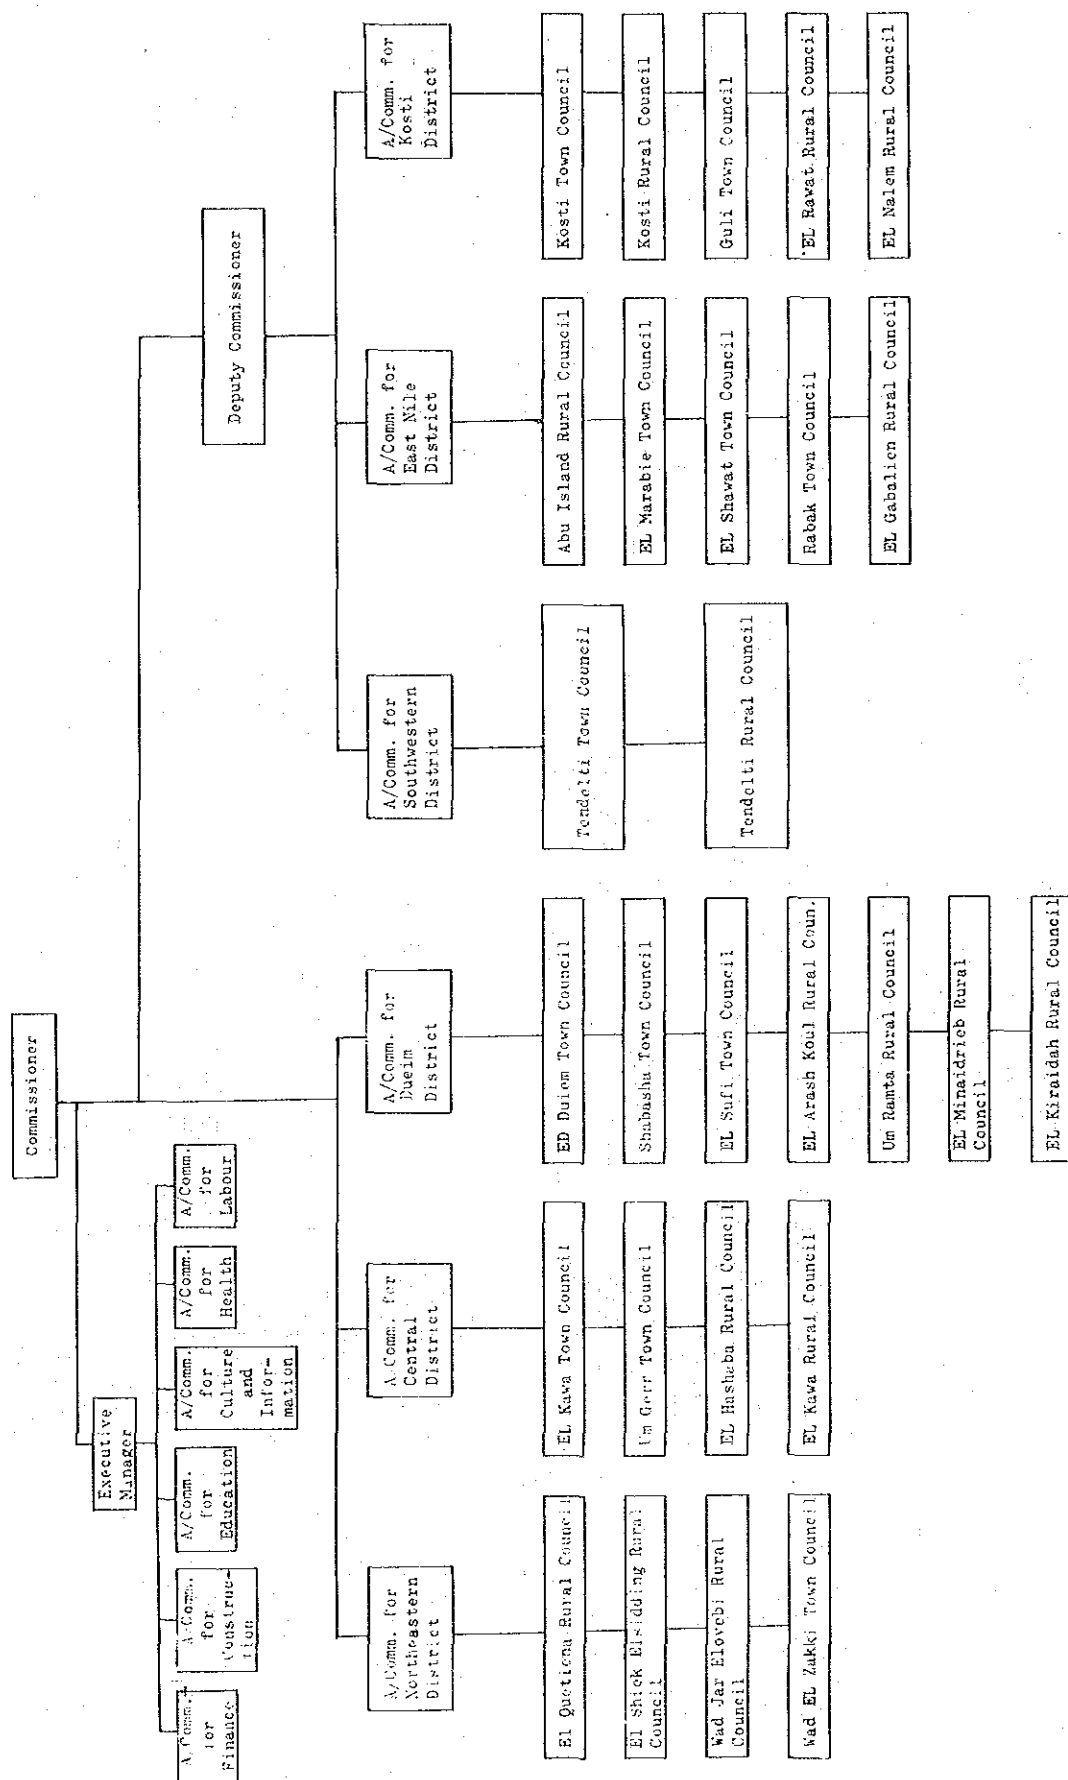 Commissioner
Executive
Manager
A/Comm.
for
Finance
A/Comm.
for
Construc-
tion
A/Comm.
for
Education
A/Comm.
for
Culture
and
Infor-
mation
A/Comm.
for
Health
A/Comm.
for
Labour
Deputy Commissioner
A/Comm. for
Northeastern
District
A/Comm. for
Central
District
A/Comm. for
Dueim
District
A/Comm. for
Southwestern
District
A/Comm. for
East Nile
District
A/Comm. for
Kosti
District
El Quetiena Rural Council
El Shiek Elsidding Rural
Council
Wad Jar Elovebi Rural
Council
Wad EL Zakki Town Council
EL Kawa Town Council
Um Gerr Town Council
EL Hashaba Rural Council
EL Kawa Rural Council
ED Duiem Town Council
Shabasha Town Council
EL Sufi Town Council
EL Arash Koul Rural Coun.
Um Ramta Rural Council
EL Minaidrieb Rural
Council
EL Kiraidah Rural Council
Tendelti Town Council
Tendelti Rural Council
Abu Island Rural Council
EL Marabie Town Council
EL Shawat Town Council
Rabak Town Council
EL Gabalien Rural Council
Kosti Town Council
Kosti Rural Council
Guli Town Council
EL Rawat Rural Council
EL Nalem Rural Council